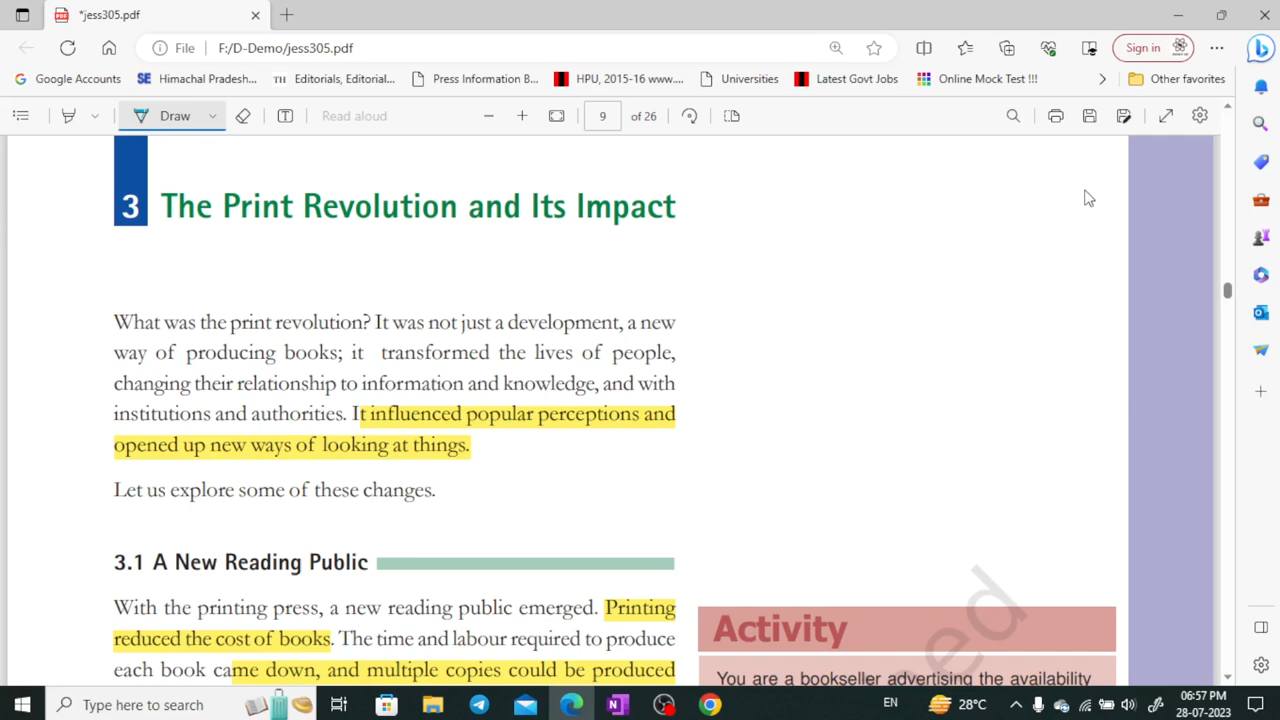 *jess305.pdf
File F:/D-Demo/jess305.pdf Sign in
Google Accounts SE Himachal Pradesh... TH Editorials, Editorial... Press Information B... HPU, 2015-16 www.... Universities Latest Govt Jobs Online Mock Test !!! Other favorites
Draw Read aloud 9 of 26
3 The Print Revolution and Its Impact
What was the print revolution? It was not just a development, a new
way of producing books; it transformed the lives of people,
changing their relationship to information and knowledge, and with
institutions and authorities. It influenced popular perceptions and
opened up new ways of looking at things.
Let us explore some of these changes.
3.1 A New Reading Public
With the printing press, a new reading public emerged. Printing
reduced the cost of books. The time and labour required to produce
each book came down, and multiple copies could be produced
Activity
You are a bookseller advertising the availability
Type here to search EN 28°C 06:57 PM
28-07-2023